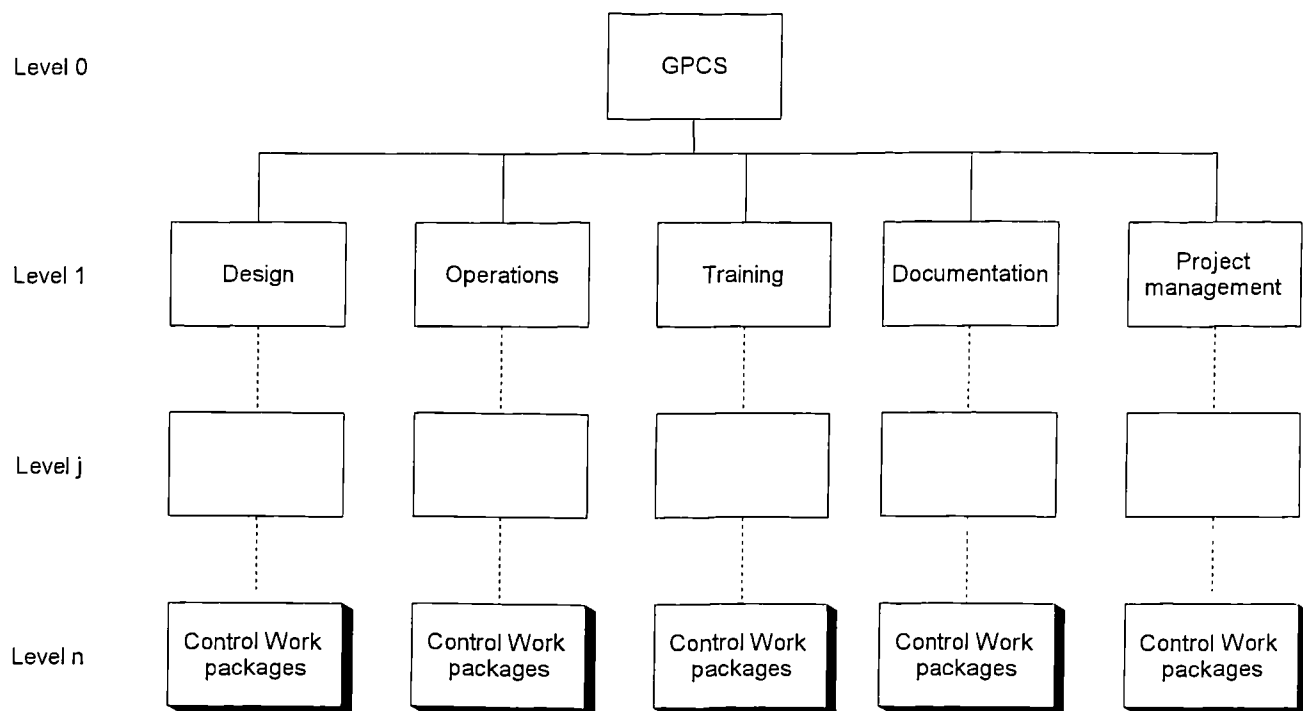 Level 0
GPCS
Level 1
Design
Operations
Training
Documentation
Project
management
Level j
Level n
Control Work
packages
Control Work
packages
Control Work
packages
Control Work
packages
Control Work
packages